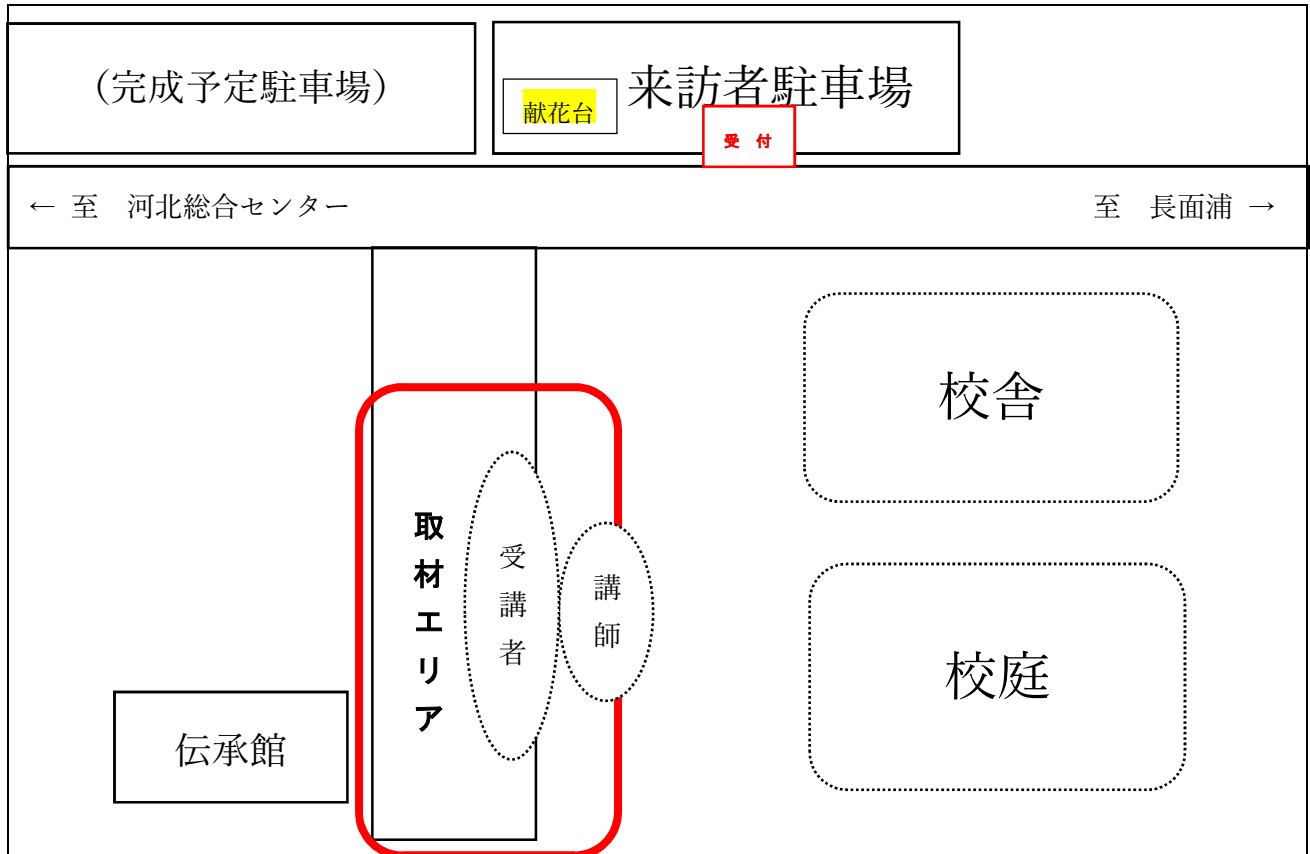 （完成予定駐車場）
来訪者駐車場
献花台
受 付
← 至 河北総合センター
至 長面浦 →
校舎
取材エリア
受講者
講師
校庭
伝承館